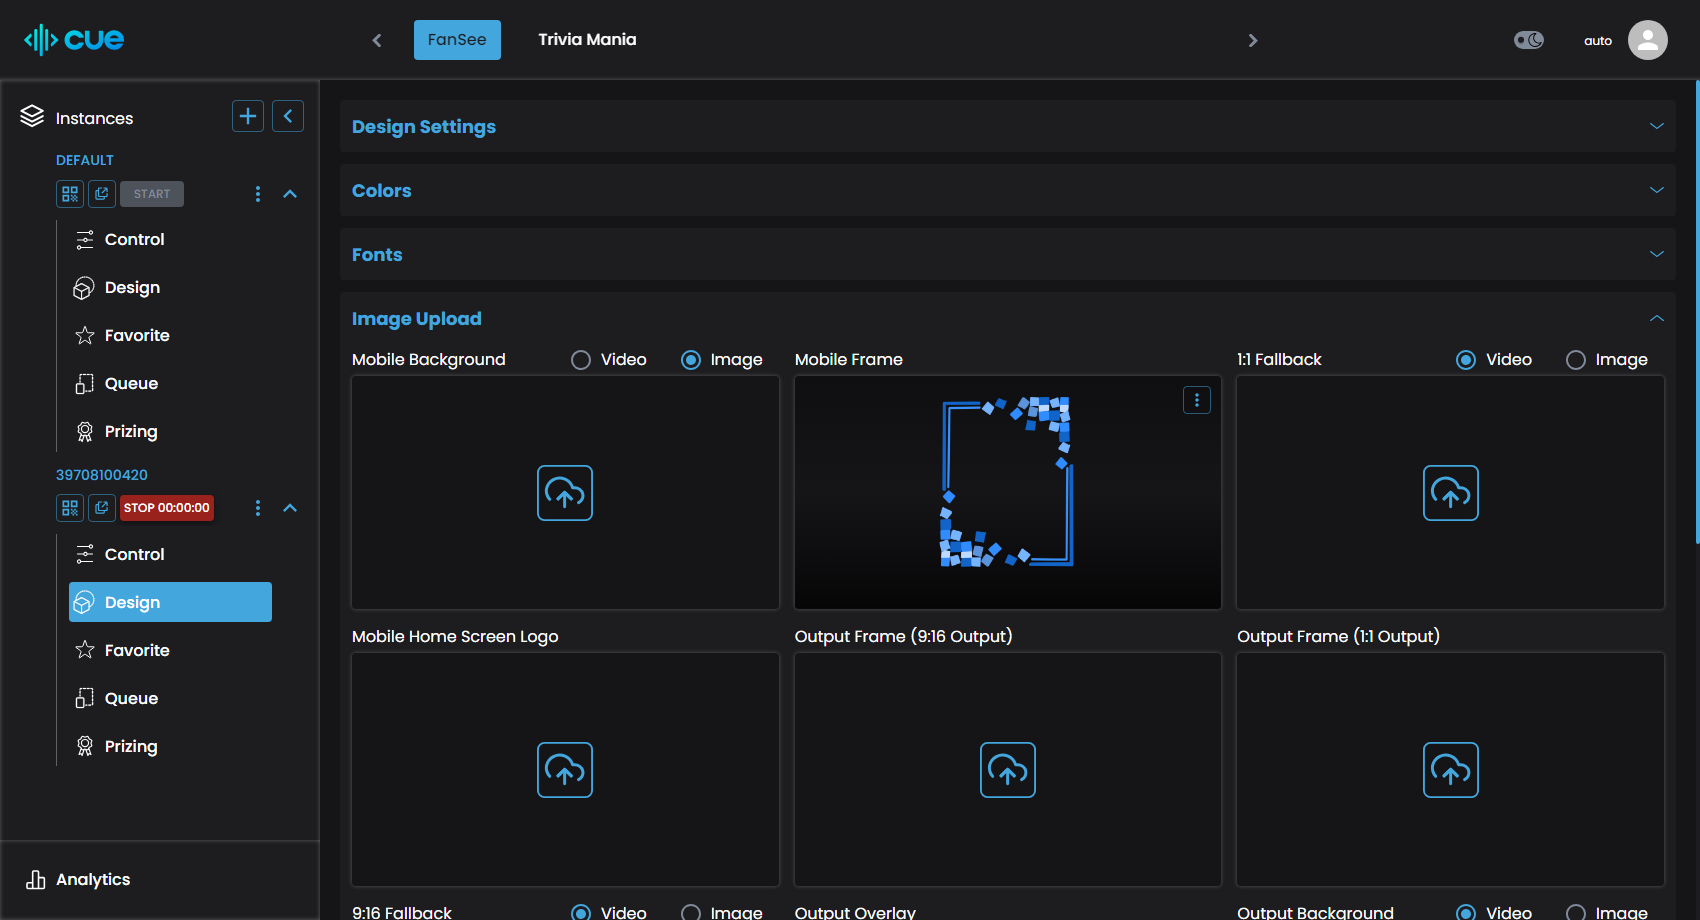 cue
FanSee
Trivia Mania
auto
Instances
DEFAULT
START
Control
Design
Favorite
Queue
Prizing
39708100420
STOP 00:00:00
Control
Design
Favorite
Queue
Prizing
Analytics
Design Settings
Colors
Fonts
Image Upload
Mobile Background
Video
Image
Mobile Frame
1:1 Fallback
Video
Image
Mobile Home Screen Logo
Output Frame (9:16 Output)
Output Frame (1:1 Output)
9:16 Fallback
Video
Image
Output Overlay
Output Background
Video
Image